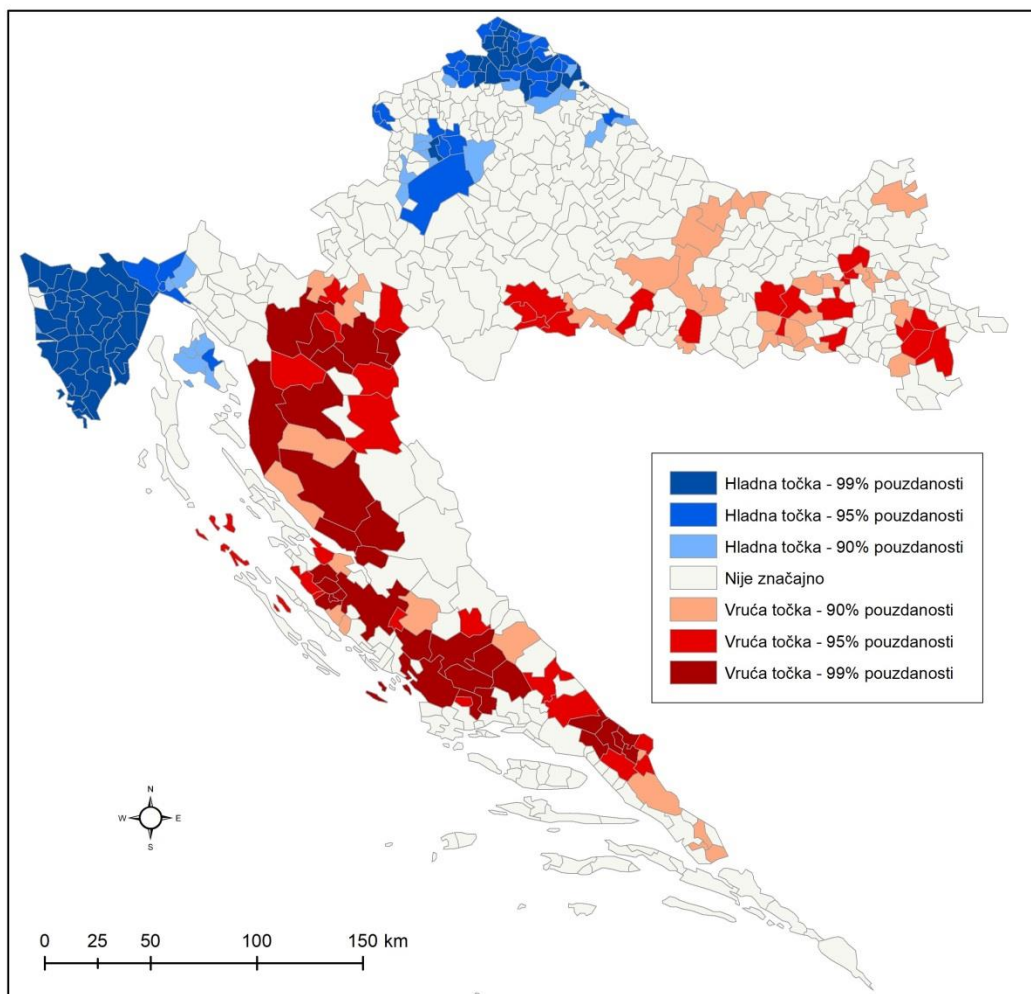 Hladna točka - 99% pouzdanosti
Hladna točka - 95% pouzdanosti
Hladna točka - 90% pouzdanosti
Nije značajno
Vruća točka - 90% pouzdanosti
Vruća točka - 95% pouzdanosti
Vruća točka - 99% pouzdanosti
N
W E
S
0 25 50 100 150 km